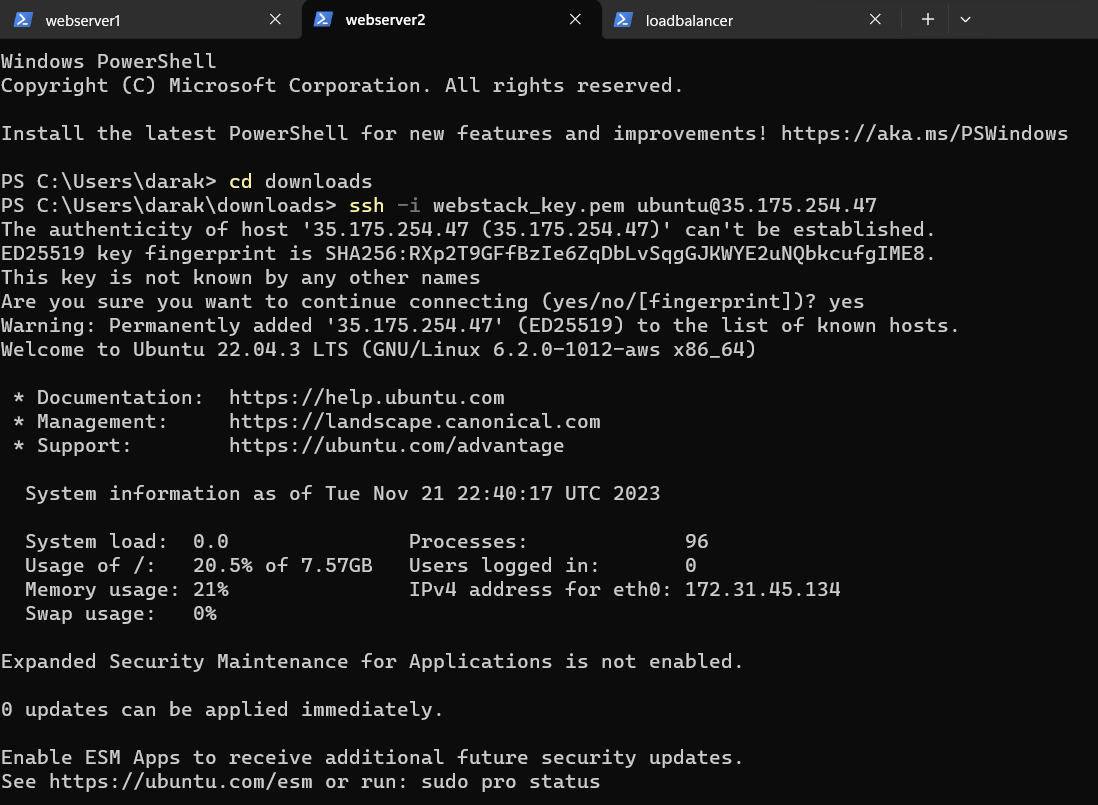 webserver1
webserver2
loadbalancer
Windows PowerShell
Copyright (C) Microsoft Corporation. All rights reserved.
Install the latest PowerShell for new features and improvements! https://aka.ms/PSWindows
PS C:\Users\darak> cd downloads
PS C:\Users\darak\downloads> ssh -i webstack_key.pem ubuntu@35.175.254.47
The authenticity of host '35.175.254.47 (35.175.254.47)' can't be established.
ED25519 key fingerprint is SHA256:RXp2T9GFfBzIe6ZqDbLvSqgGJKWYE2uNQbkcufgIME8.
This key is not known by any other names
Are you sure you want to continue connecting (yes/no/[fingerprint])? yes
Warning: Permanently added '35.175.254.47' (ED25519) to the list of known hosts.
Welcome to Ubuntu 22.04.3 LTS (GNU/Linux 6.2.0-1012-aws x86_64)
* Documentation:  https://help.ubuntu.com
* Management:     https://landscape.canonical.com
* Support:        https://ubuntu.com/advantage
System information as of Tue Nov 21 22:40:17 UTC 2023
System load:  0.0               Processes:             96
Usage of /:   20.5% of 7.57GB   Users logged in:       0
Memory usage: 21%               IPv4 address for eth0: 172.31.45.134
Swap usage:   0%
Expanded Security Maintenance for Applications is not enabled.
0 updates can be applied immediately.
Enable ESM Apps to receive additional future security updates.
See https://ubuntu.com/esm or run: sudo pro status